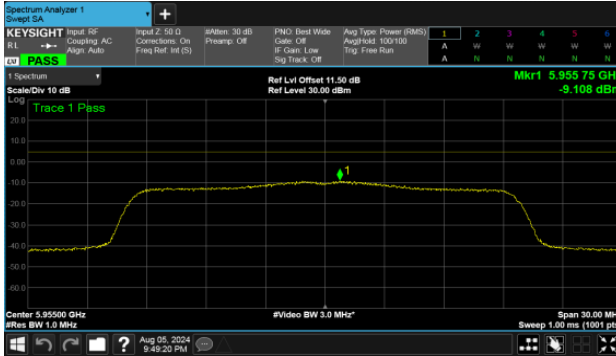 Spectrum Analyzer 1
Swept SA
+
KEYSIGHT
RL
LXI
PASS
Input: RF
Coupling: AC
Align: Auto
Input Z: 50 Ω
Corrections: On
Freq Ref: Int (S)
#Atten: 30 dB
Preamp: Off
PNO: Best Wide
Gate: Off
IF Gain: Low
Sig Track: Off
Avg Type: Power (RMS)
Avg|Hold: 100/100
Trig: Free Run
1 2 3 4 5 6
A W W W W W
A N N N N N
1 Spectrum
Scale/Div 10 dB
Log
Ref Lvl Offset 11.50 dB
Ref Level 30.00 dBm
Mkr1 5.955 75 GH
-9.108 dBr
Trace 1 Pass
20.0
10.0
0.00
-10.0
-20.0
-30.0
-40.0
-50.0
-60.0
1
Center 5.95500 GHz
#Res BW 1.0 MHz
#Video BW 3.0 MHz*
Span 30.00 MH
Sweep 1.00 ms (1001 pts
?
Aug 05, 2024
9:49:20 PM